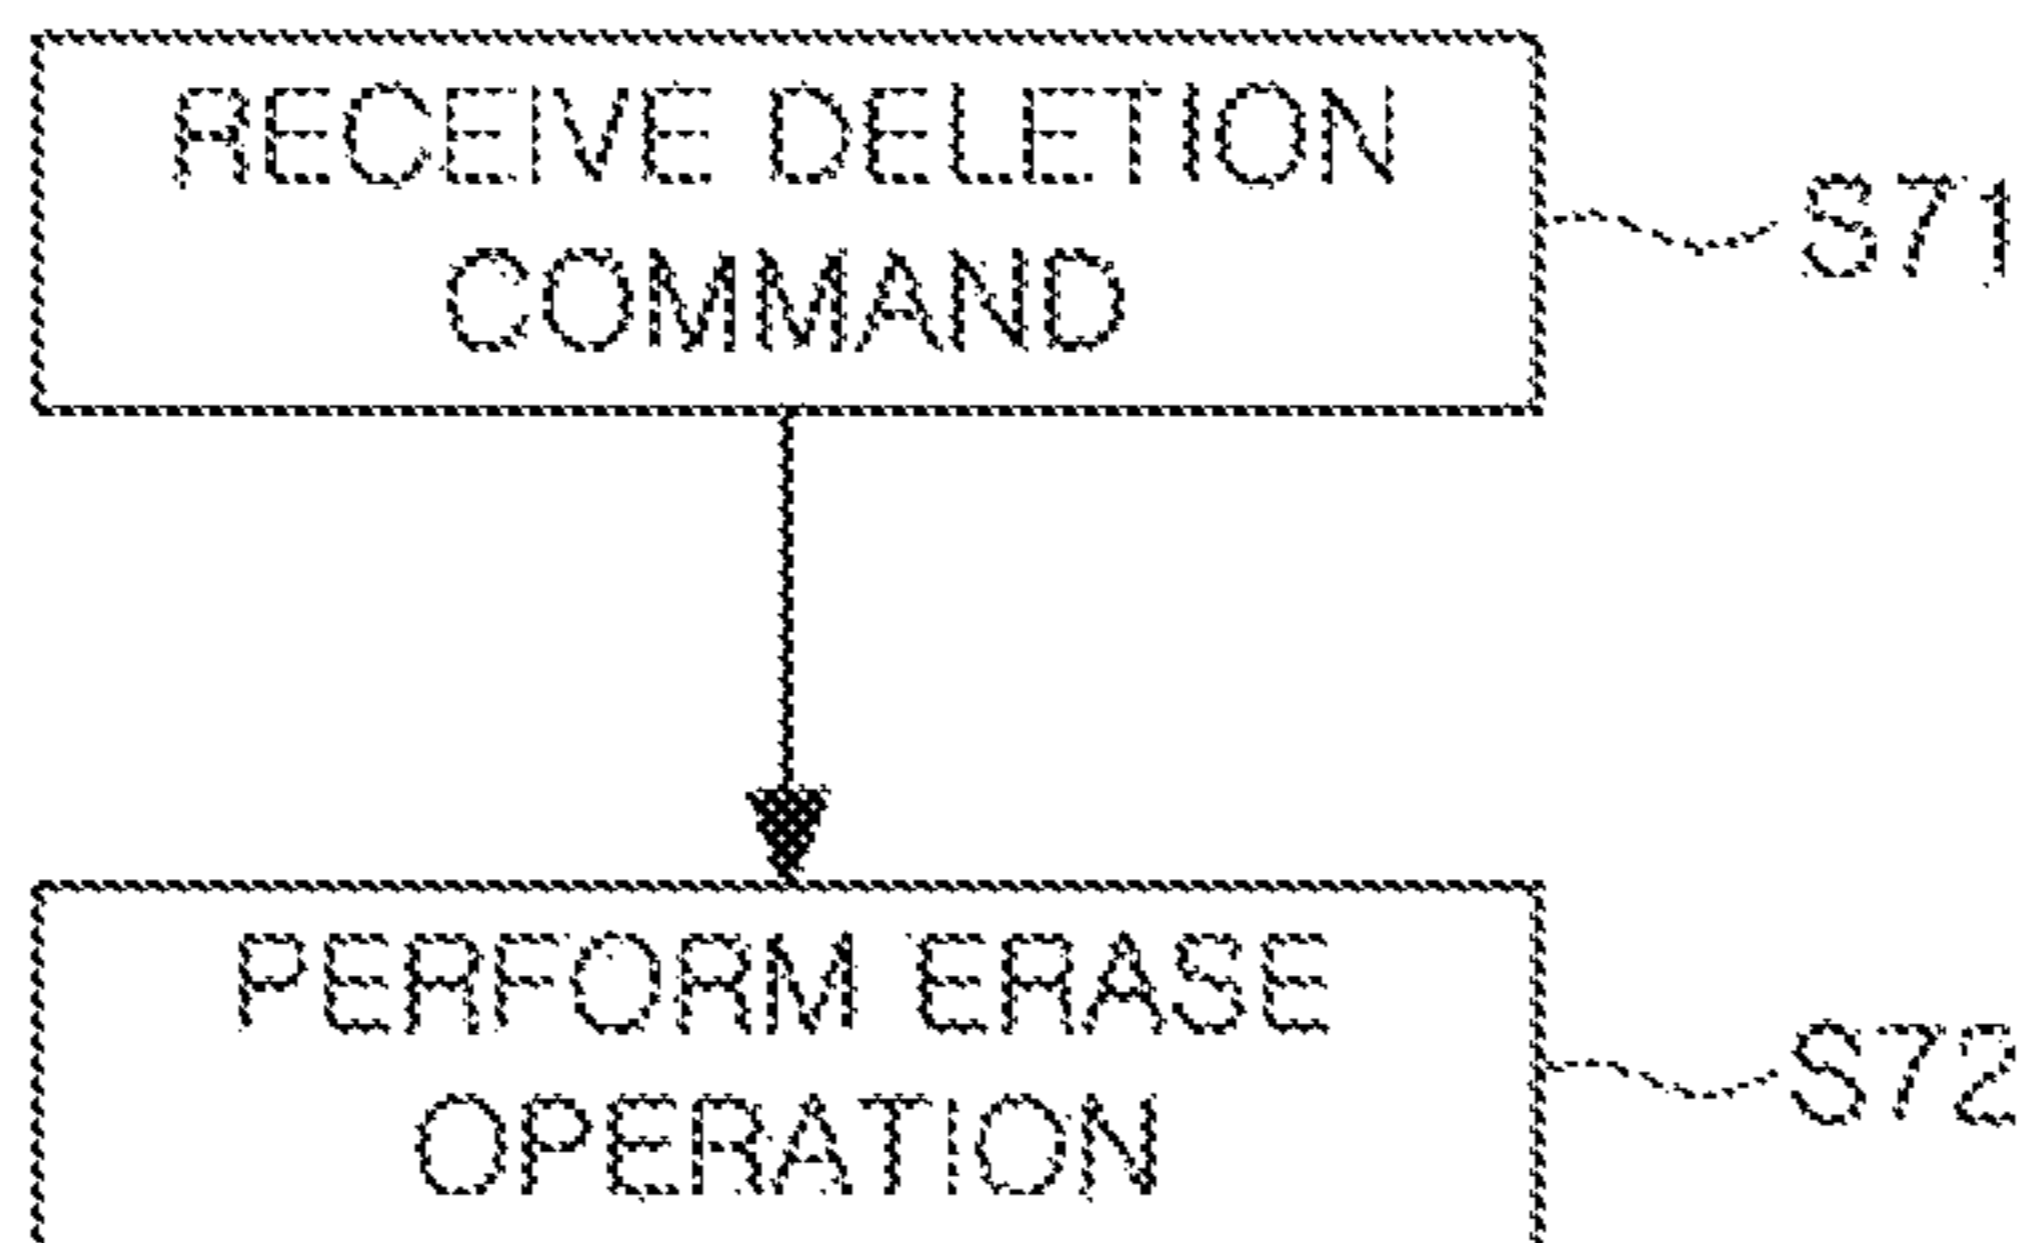 RECEIVE DELETION
COMMAND
S71
PERFORM ERASE
OPERATION
S72